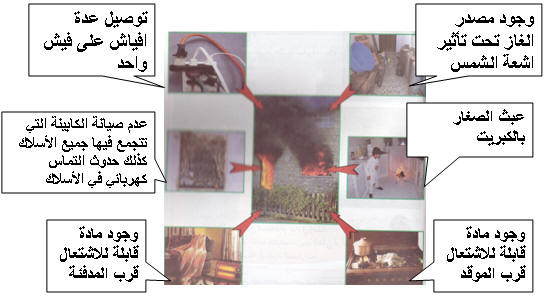 وجود مصدر
الغاز تحت تأثير
اشعة الشمس
توصيل عدة
افياش على فيش
واحد
عبث الصغار
بالكبريت
عدم صيانة الكابينة التي
تتجمع فيها جميع الأسلاك
كذلك حدوث التماس
كهربائي في الأسلاك
وجود مادة
قابلة للاشتعال
قرب الموقد
وجود مادة
قابلة للاشتعال
قرب المدفئة